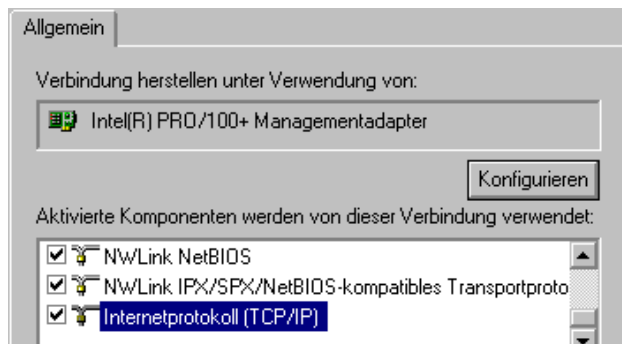 Allgemein
Verbindung herstellen unter Verwendung von:
Intel(R) PRO/100+ Managementadapter
Konfigurieren
Aktivierte Komponenten werden von dieser Verbindung verwendet:
NWLink NetBIOS
NWLink IPX/SPX/NetBIOS-kompatibles Transportproto
Internetprotokoll (TCP/IP)